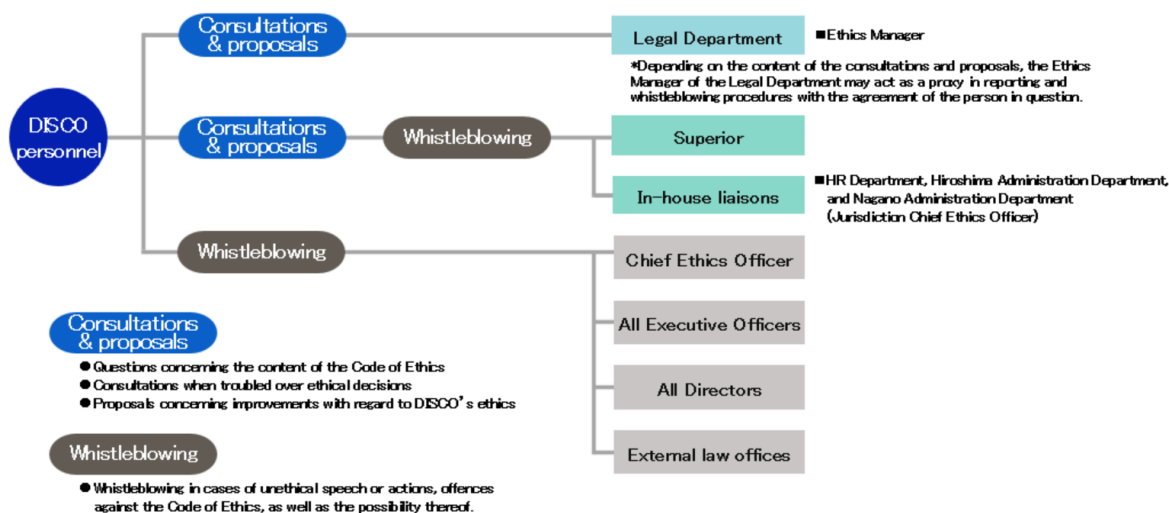 Consultations
& proposals
Legal Department
■Ethics Manager
*Depending on the content of the consultations and proposals, the Ethics
Manager of the Legal Department may act as a proxy in reporting and
whistleblowing procedures with the agreement of the person in question.
DISCO
personnel
Consultations
& proposals
Whistleblowing
Superior
In-house liaisons
■HR Department, Hiroshima Administration Department,
and Nagano Administration Department
(Jurisdiction Chief Ethics Officer)
Whistleblowing
Chief Ethics Officer
All Executive Officers
All Directors
External law offices
Consultations
& proposals
●Questions concerning the content of the Code of Ethics
●Consultations when troubled over ethical decisions
●Proposals concerning improvements with regard to DISCO's ethics
Whistleblowing
●Whistleblowing in cases of unethical speech or actions, offences
against the Code of Ethics, as well as the possibility thereof.